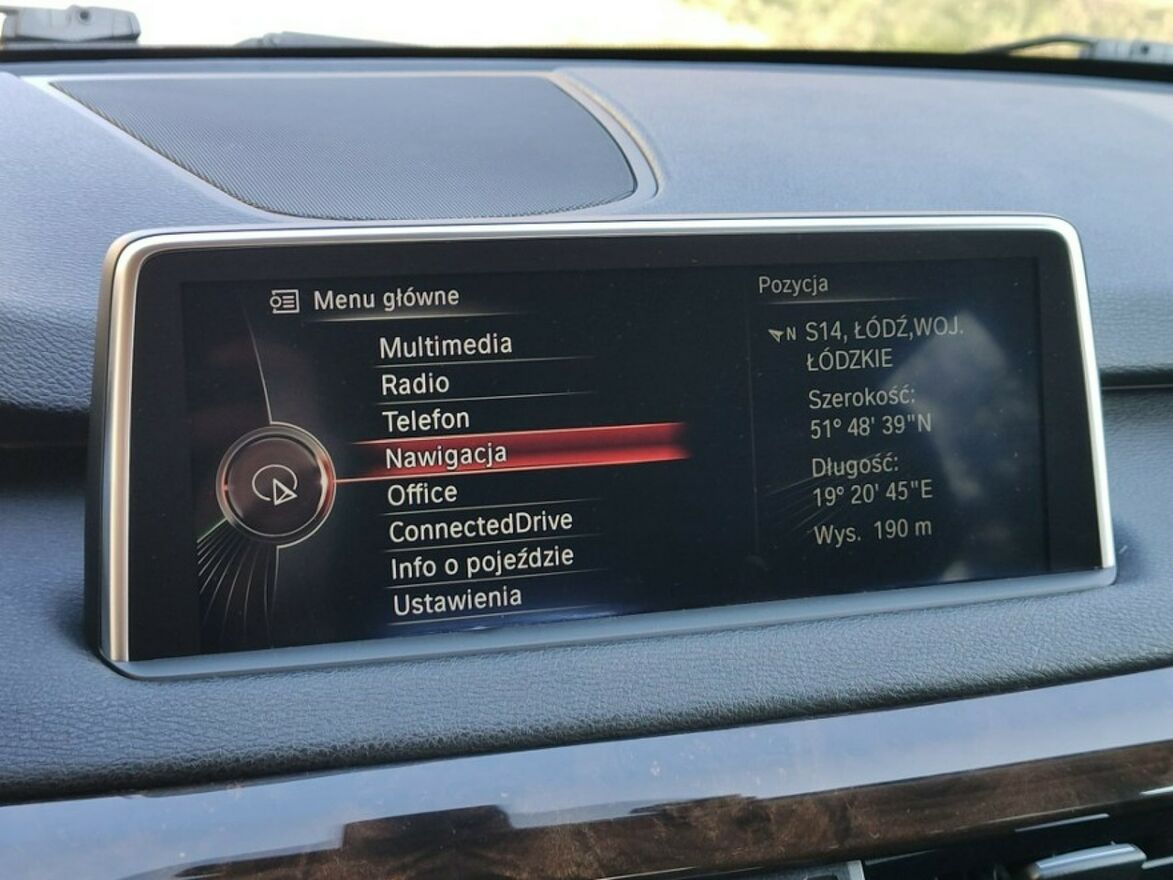 Menu główne
Multimedia
Radio
Telefon
Nawigacja
Office
ConnectedDrive
Info o pojeździe
Ustawienia
Pozycja
N S14, ŁÓDŹ,WOJ.
ŁÓDZKIE
Szerokość:
51° 48' 39"N
Długość:
19° 20' 45"E
Wys. 190 m